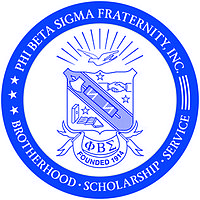 PHI BETA SIGMA FRATERNITY, INC.
ΦΒΣ
FOUNDED 1914
BROTHERHOOD · SCHOLARSHIP · SERVICE